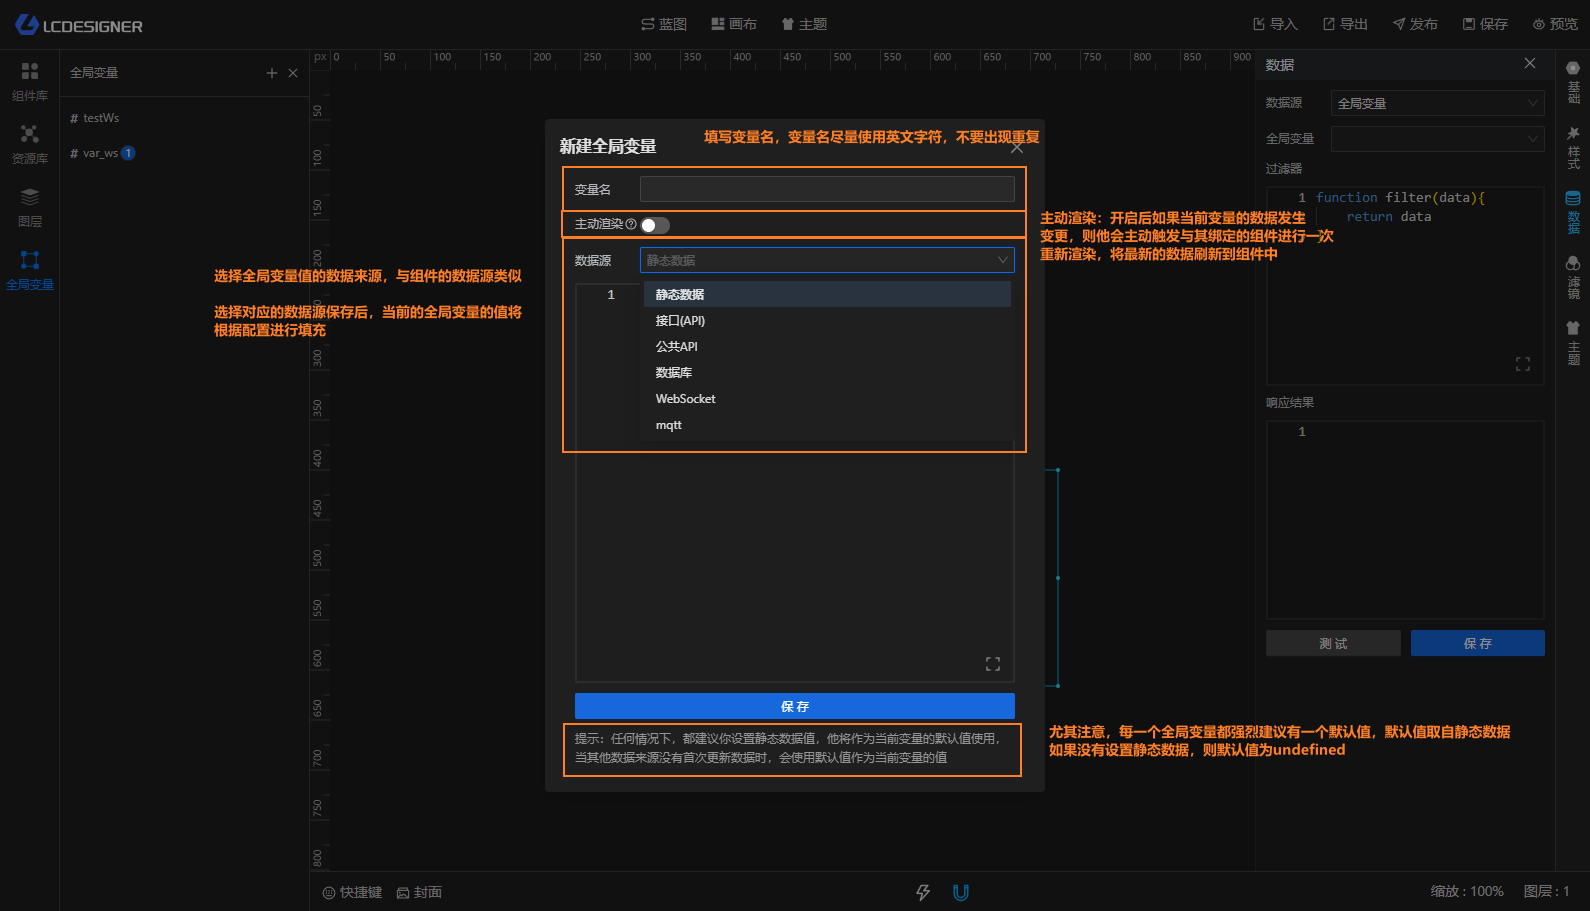 LCDESIGNER
蓝图
画布
主题
导入
导出
发布
保存
预览
组件库
资源库
图层
全局变量
全局变量
# testWs
# var_ws 1
px
0 50 100 150 200 250 300 350 400 450 500 550 600 650 700 750 800 850 900
50
100
150
200
300
350
400
450
500
550
600
650
700
750
800
选择全局变量值的数据来源，与组件的数据源类似
选择对应的数据源保存后，当前的全局变量的值将
根据配置进行填充
填写变量名，变量名尽量使用英文字符，不要出现重复
新建全局变量
变量名
主动渲染
数据源
静态数据
1
静态数据
接口(API)
公共API
数据库
WebSocket
mqtt
保 存
提示：任何情况下，都建议你设置静态数据值，他将作为当前变量的默认值使用，
当其他数据来源没有首次更新数据时，会使用默认值作为当前变量的值
主动渲染：开启后如果当前变量的数据发生
变更，则他会主动触发与其绑定的组件进行一次
重新渲染，将最新的数据刷新到组件中
尤其注意，每一个全局变量都强烈建议有一个默认值，默认值取自静态数据
如果没有设置静态数据，则默认值为undefined
数据
数据源
全局变量
全局变量
过滤器
1 function filter(data){
return data
响应结果
1
测 试
保 存
基础
样式
数据
滤镜
主题
快捷键
封面
缩放 : 100%
图层 : 1